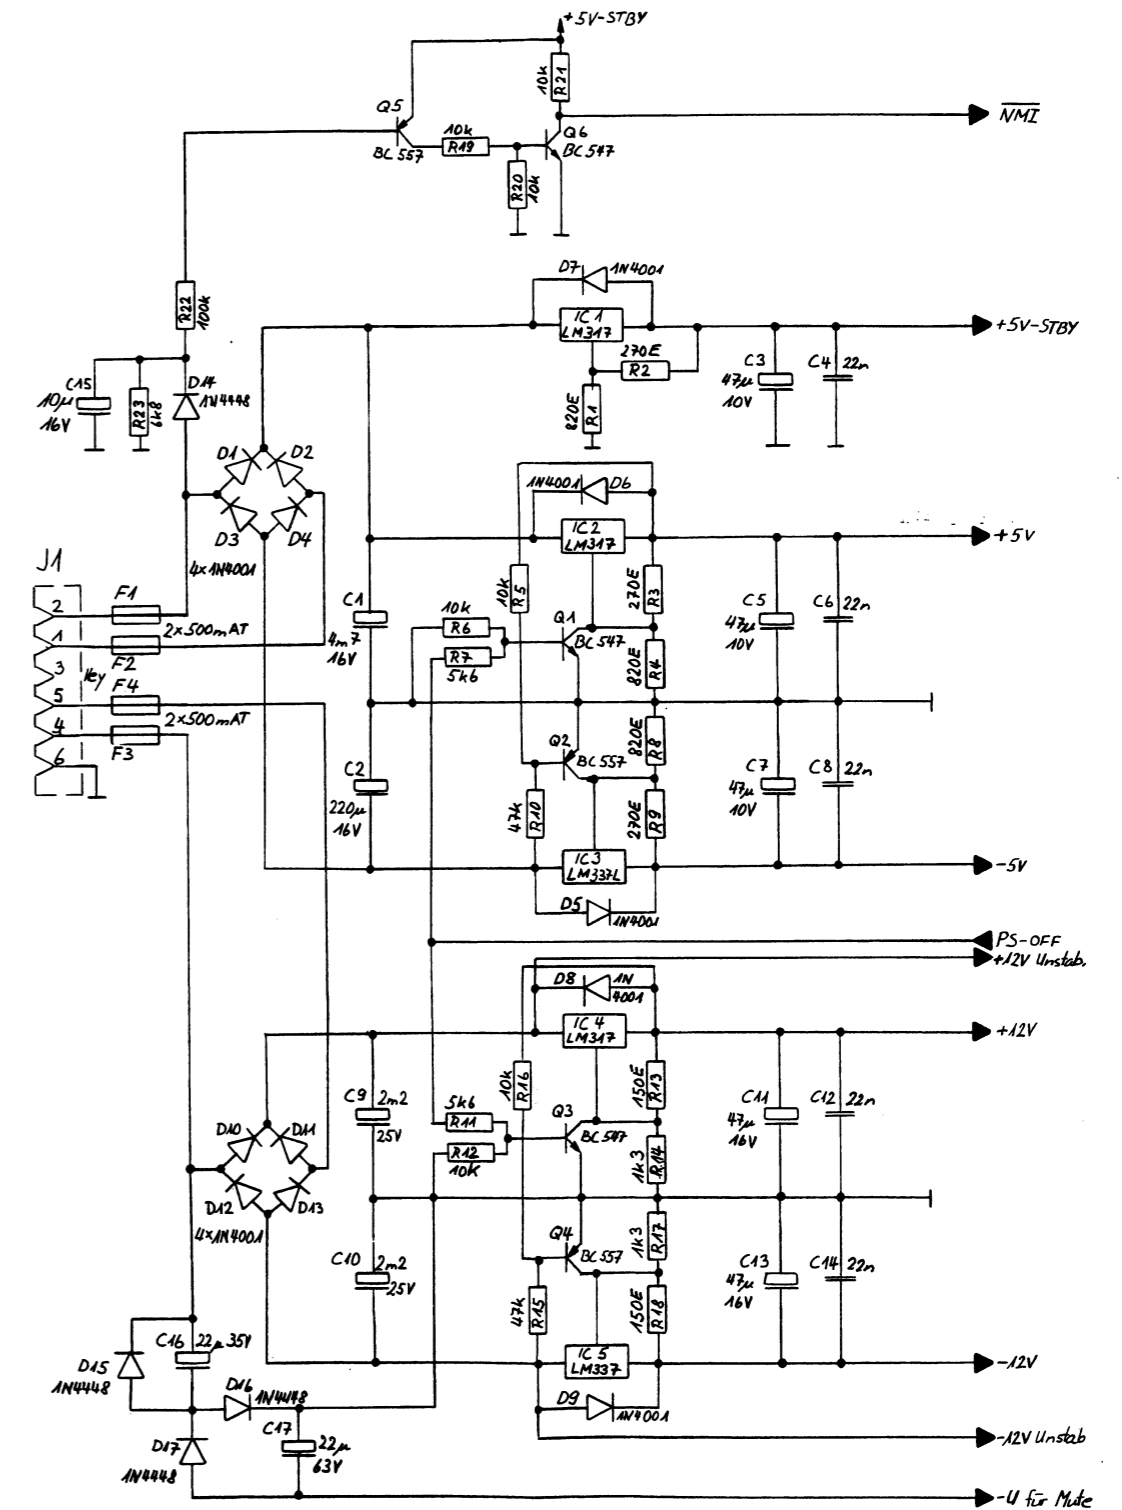 +5V-STBY
10k
R21
NMI
Q5
BC557
10k
R19
Q6
BC547
R20
10k
R22
100k
D7
1N4001
IC1
LM317
+5V-STBY
270E
R2
820E
R1
C3
47µ
10V
C4
22n
C15
10µ
16V
R23
6k8
D14
1N4448
D1
D2
D3
D4
4x1N4001
1N4001
D6
IC2
LM317
+5V
J1
2
1
3
5
4
6
Key
F1
2x500mAT
F2
F4
2x500mAT
F3
10k
R5
270E
R3
C1
4m7
16V
10k
R6
R7
5k6
Q1
BC547
820E
R4
C5
47µ
10V
C6
22n
C2
220µ
16V
Q2
BC557
820E
R8
47k
R10
270E
R9
C7
47µ
10V
C8
22n
IC3
LM337L
-5V
D5
1N4001
PS-OFF
+12V Unstab.
D8
1N
4001
IC4
LM317
+12V
10k
R16
150E
R13
C9
2m2
25V
5k6
R11
R12
10K
Q3
BC547
1k3
R14
C11
47µ
16V
C12
22n
D10
D11
D12
D13
4x1N4001
C10
2m2
25V
Q4
BC557
1k3
R17
47k
R15
150E
R18
C13
47µ
16V
C14
22n
IC5
LM337
-12V
D9
1N4001
-12V Unstab
D15
1N4448
C16
22µ
35V
D16
1N4448
D17
1N4448
C17
22µ
63V
-U für Mute